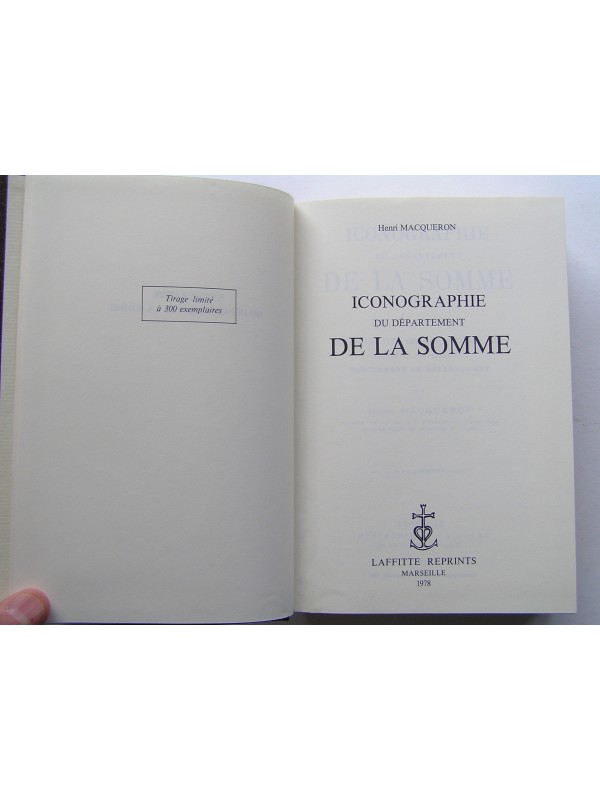 Tirage limité
à 300 exemplaires
Henri MACQUERON
ICONOGRAPHIE
DU DÉPARTEMENT
DE LA SOMME
LAFFITTE REPRINTS
MARSEILLE
1978